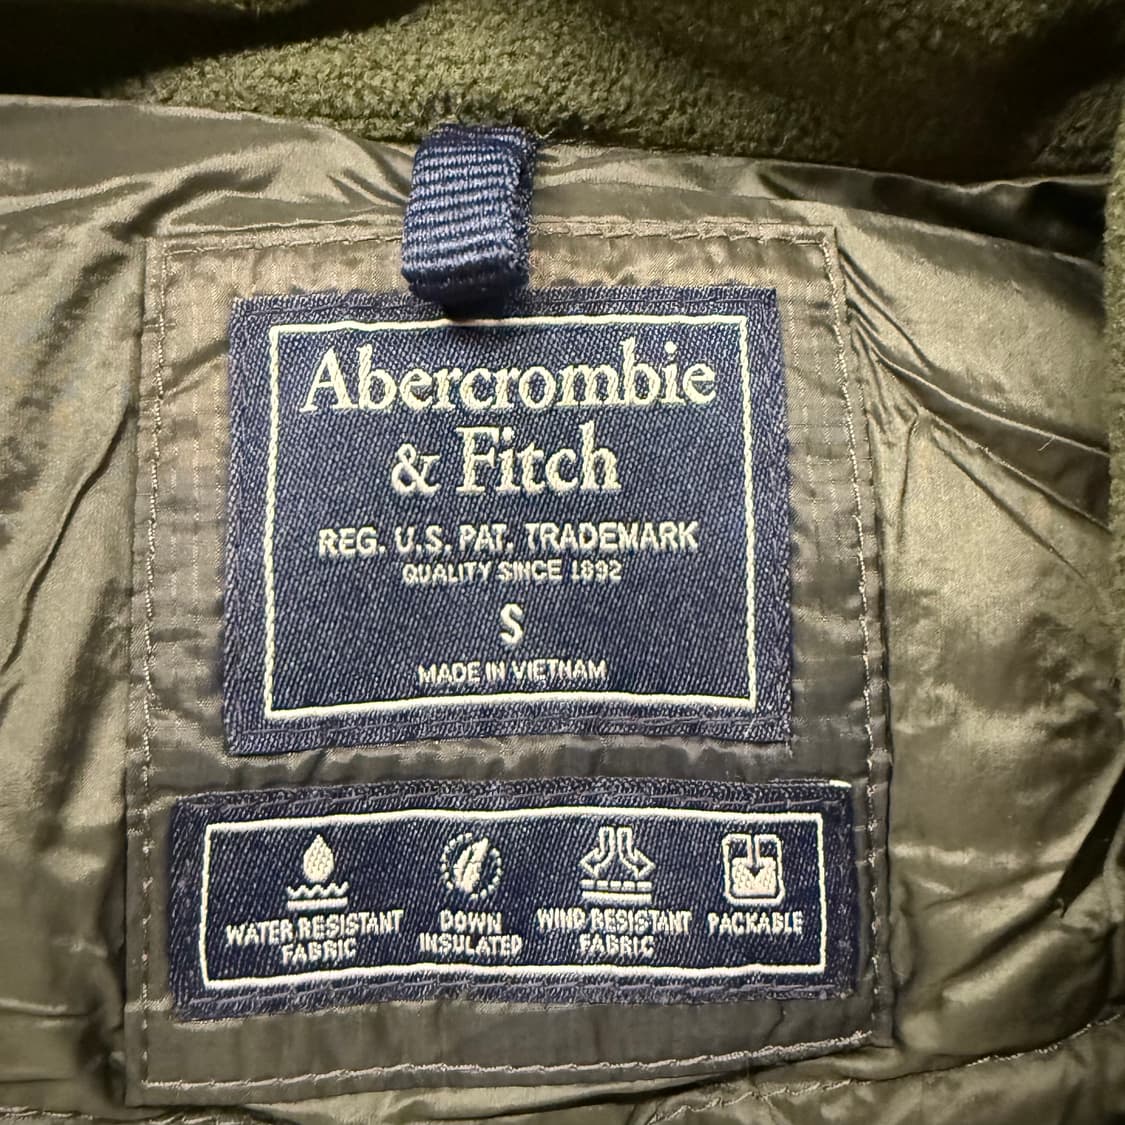 Abercrombie
& Fitch
REG. U.S. PAT. TRADEMARK
QUALITY SINCE 1892
S
MADE IN VIETNAM
WATER RESISTANT
FABRIC
DOWN
INSULATED
WIND RESISTANT
FABRIC
PACKABLE